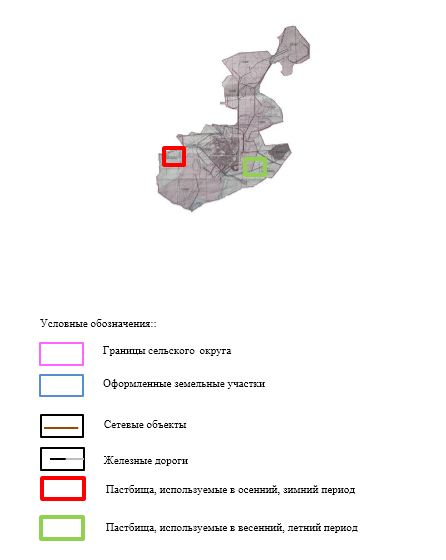 Условные обозначения::
Границы сельского округа
Оформленные земельные участки
Сетевые объекты
Железные дороги
Пастбища, используемые в осенний, зимний период
Пастбища, используемые в весенний, летний период